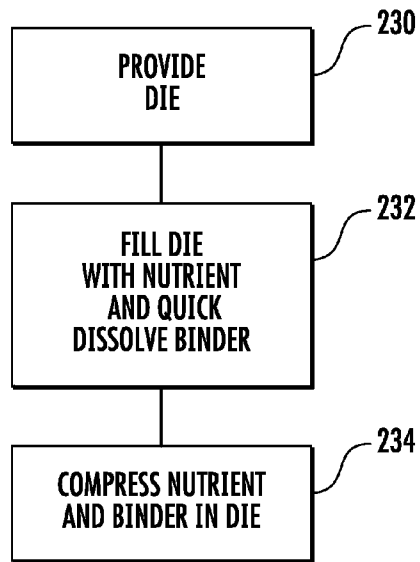 230
PROVIDE
DIE
232
FILL DIE
WITH NUTRIENT
AND QUICK
DISSOLVE BINDER
234
COMPRESS NUTRIENT
AND BINDER IN DIE